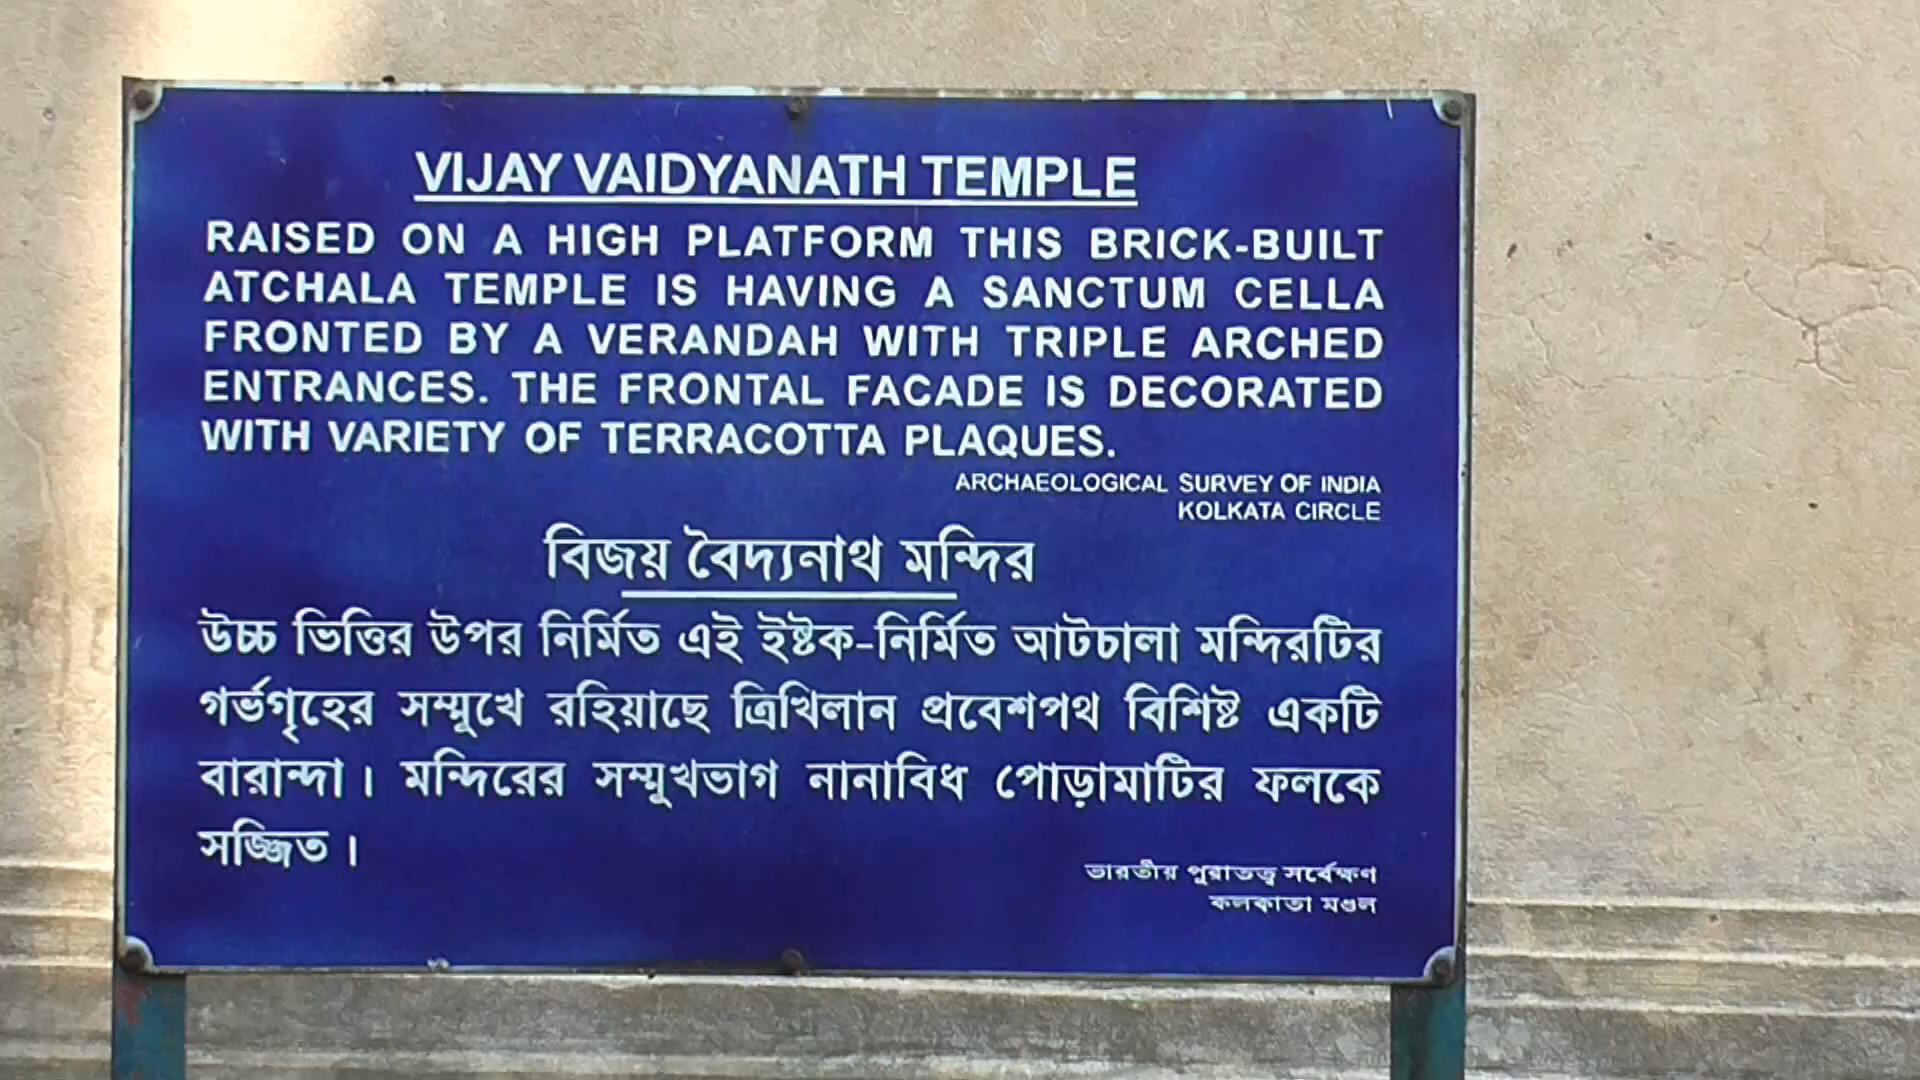 VIJAY VAIDYANATH TEMPLE
RAISED ON A HIGH PLATFORM THIS BRICK-BUILT
ATCHALA TEMPLE IS HAVING A SANCTUM CELLA
FRONTED BY A VERANDAH WITH TRIPLE ARCHED
ENTRANCES. THE FRONTAL FACADE IS DECORATED
WITH VARIETY OF TERRACOTTA PLAQUES.
ARCHAEOLOGICAL SURVEY OF INDIA
KOLKATA CIRCLE
বিজয় বৈদ্যনাথ মন্দির
উচ্চ ভিত্তির উপর নির্মিত এই ইষ্টক-নির্মিত আটচালা মন্দিরটির
গর্ভগৃহের সম্মুখে রহিয়াছে ত্রিখিলান প্রবেশপথ বিশিষ্ট একটি
বারান্দা। মন্দিরের সম্মুখভাগ নানাবিধ পোড়ামাটির ফলকে
সজ্জিত।
ভারতীয় পুরাতত্ত্ব সর্বেক্ষণ
কলকাতা মণ্ডল